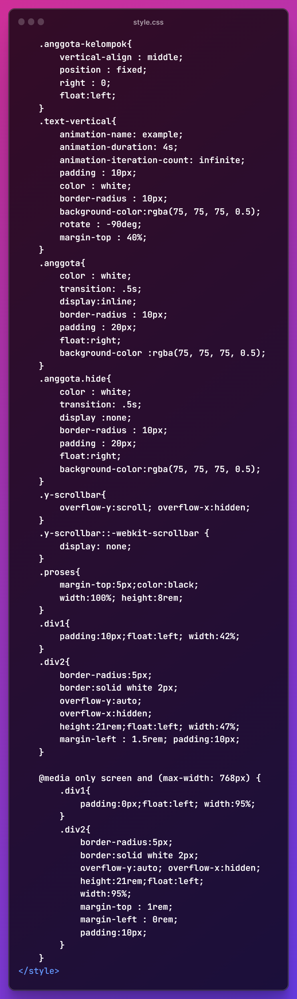 style.css
.anggota-kelompok{
vertical-align : middle;
position : fixed;
right : 0;
float:left;
}
.text-vertical{
animation-name: example;
animation-duration: 4s;
animation-iteration-count: infinite;
padding : 10px;
color : white;
border-radius : 10px;
background-color:rgba(75, 75, 75, 0.5);
rotate : -90deg;
margin-top : 40%;
}
.anggota{
color : white;
transition: .5s;
display:inline;
border-radius : 10px;
padding : 20px;
float:right;
background-color :rgba(75, 75, 75, 0.5);
}
.anggota.hide{
color : white;
transition: .5s;
display :none;
border-radius : 10px;
padding : 20px;
float:right;
background-color:rgba(75, 75, 75, 0.5);
}
.y-scrollbar{
overflow-y:scroll; overflow-x:hidden;
}
.y-scrollbar::-webkit-scrollbar {
display: none;
}
.proses{
margin-top:5px;color:black;
width:100%; height:8rem;
}
.div1{
padding:10px;float:left; width:42%;
}
.div2{
border-radius:5px;
border:solid white 2px;
overflow-y:auto;
overflow-x:hidden;
height:21rem;float:left; width:47%;
margin-left : 1.5rem; padding:10px;
}
@media only screen and (max-width: 768px) {
.div1{
padding:0px;float:left; width:95%;
}
.div2{
border-radius:5px;
border:solid white 2px;
overflow-y:auto; overflow-x:hidden;
height:21rem;float:left;
width:95%;
margin-top : 1rem;
margin-left : 0rem;
padding:10px;
}
}
</style>